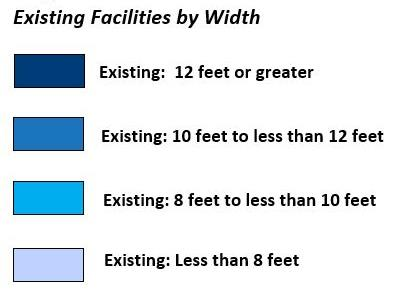 Existing Facilities by Width
Existing:  12 feet or greater
Existing: 10 feet to less than 12 feet
Existing: 8 feet to less than 10 feet
Existing: Less than 8 feet